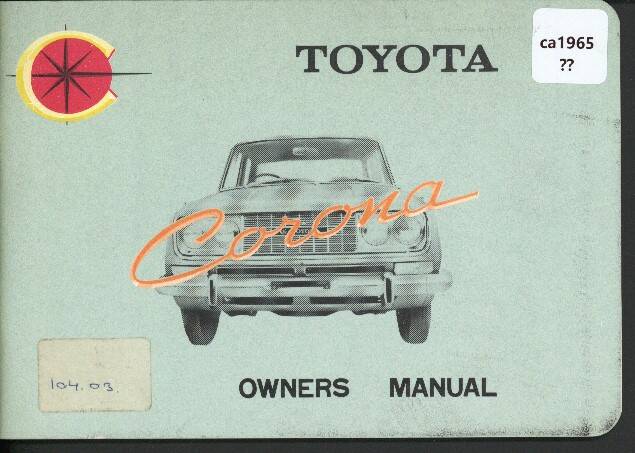 TOYOTA
ca1965
??
Corona
104.03.
OWNERS MANUAL